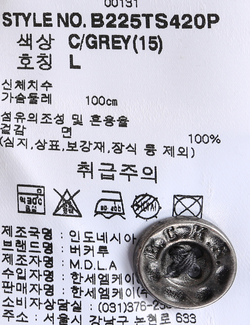 00131
STYLE NO. B225TS420P
색상 C/GREY(15)
호칭 L
신체치수
가슴둘레 100cm
섬유의조성 및 혼용율
겉감 면 100%
(심지,상표,보강재,장식 등 제외)
취급주의
제조국명 : 인도네시아
브랜드명 : 버커루
제조자명 : M.D.L.A
수입자명 : 한세엠케이
판매자명 : 한세엠케이
소비자상담실 : (031)376-
주소 : 서울시 강남구 논현로 633